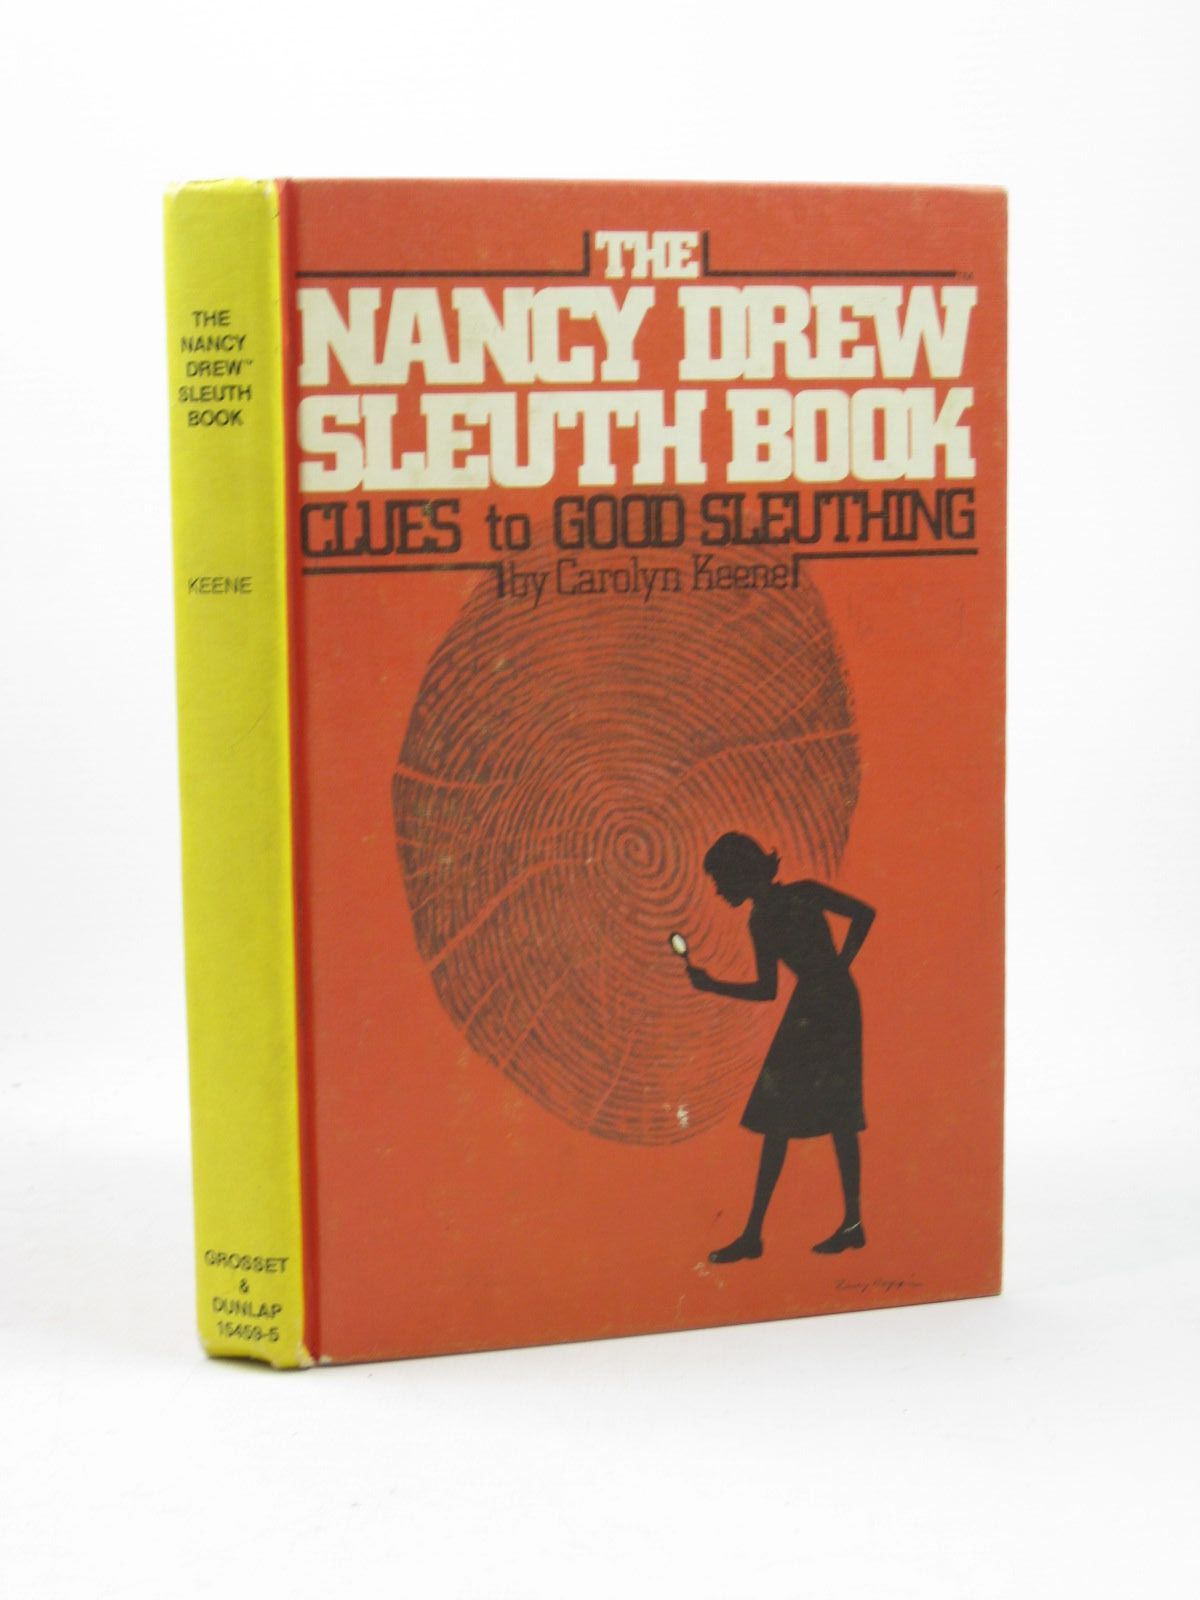 THE
NANCY
DREW™
SLEUTH
BOOK
KEENE
GROSSET
&
DUNLAP
15459-5
THE
NANCY DREW™
SLEUTH BOOK
CLUES to GOOD SLEUTHING
by Carolyn Keene